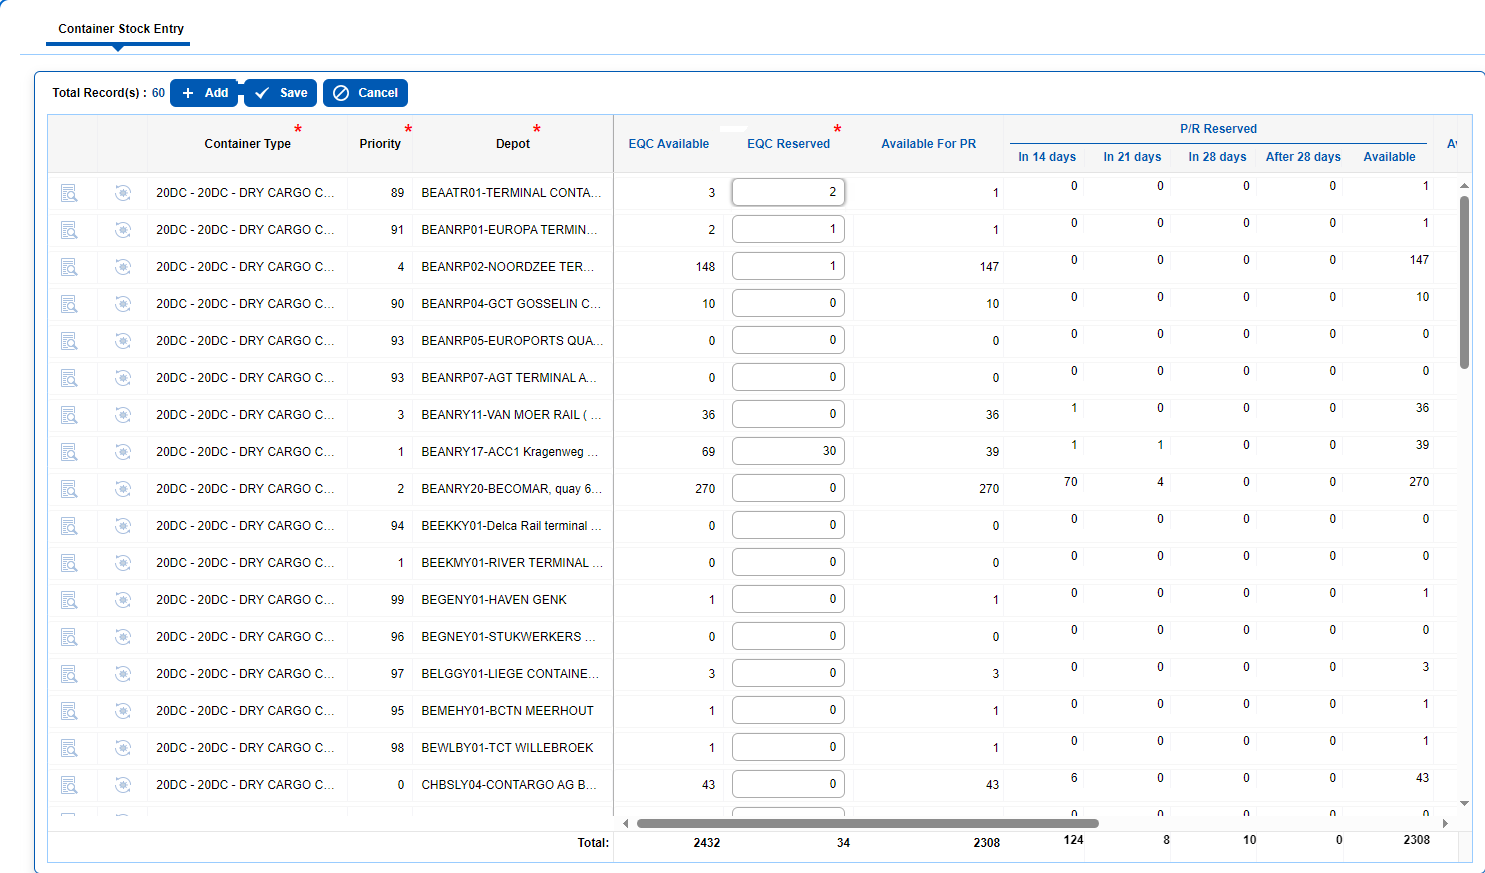 Container Stock Entry
Total Record(s) : 60 Add Save Cancel
Container Type * Priority * Depot * EQC Available EQC Reserved * Available For PR P/R Reserved
In 14 days In 21 days In 28 days After 28 days Available
20DC - 20DC - DRY CARGO C... 89 BEAATR01-TERMINAL CONTA... 3 2 1 0 0 0 0 1
20DC - 20DC - DRY CARGO C... 91 BEANRP01-EUROPA TERMIN... 2 1 1 0 0 0 0 1
20DC - 20DC - DRY CARGO C... 4 BEANRP02-NOORDZEE TER... 148 1 147 0 0 0 0 147
20DC - 20DC - DRY CARGO C... 90 BEANRP04-GCT GOSSELIN C... 10 0 10 0 0 0 0 10
20DC - 20DC - DRY CARGO C... 93 BEANRP05-EUROPORTS QUA... 0 0 0 0 0 0 0 0
20DC - 20DC - DRY CARGO C... 93 BEANRP07-AGT TERMINAL A... 0 0 0 0 0 0 0 0
20DC - 20DC - DRY CARGO C... 3 BEANRY11-VAN MOER RAIL ( ... 36 0 36 1 0 0 0 36
20DC - 20DC - DRY CARGO C... 1 BEANRY17-ACC1 Kragenweg ... 69 30 39 1 1 0 0 39
20DC - 20DC - DRY CARGO C... 2 BEANRY20-BECOMAR, quay 6... 270 0 270 70 4 0 0 270
20DC - 20DC - DRY CARGO C... 94 BEEKKY01-Delca Rail terminal ... 0 0 0 0 0 0 0 0
20DC - 20DC - DRY CARGO C... 1 BEEKMY01-RIVER TERMINAL ... 0 0 0 0 0 0 0 0
20DC - 20DC - DRY CARGO C... 99 BEGENY01-HAVEN GENK 1 0 1 0 0 0 0 1
20DC - 20DC - DRY CARGO C... 96 BEGNEY01-STUKWERKERS ... 0 0 0 0 0 0 0 0
20DC - 20DC - DRY CARGO C... 97 BELGGY01-LIEGE CONTAINE... 3 0 3 0 0 0 0 3
20DC - 20DC - DRY CARGO C... 95 BEMEHY01-BCTN MEERHOUT 1 0 1 0 0 0 0 1
20DC - 20DC - DRY CARGO C... 98 BEWLBY01-TCT WILLEBROEK 1 0 1 0 0 0 0 1
20DC - 20DC - DRY CARGO C... 0 CHBSLY04-CONTARGO AG B... 43 0 43 6 0 0 0 43
Total: 2432 34 2308 124 8 10 0 2308